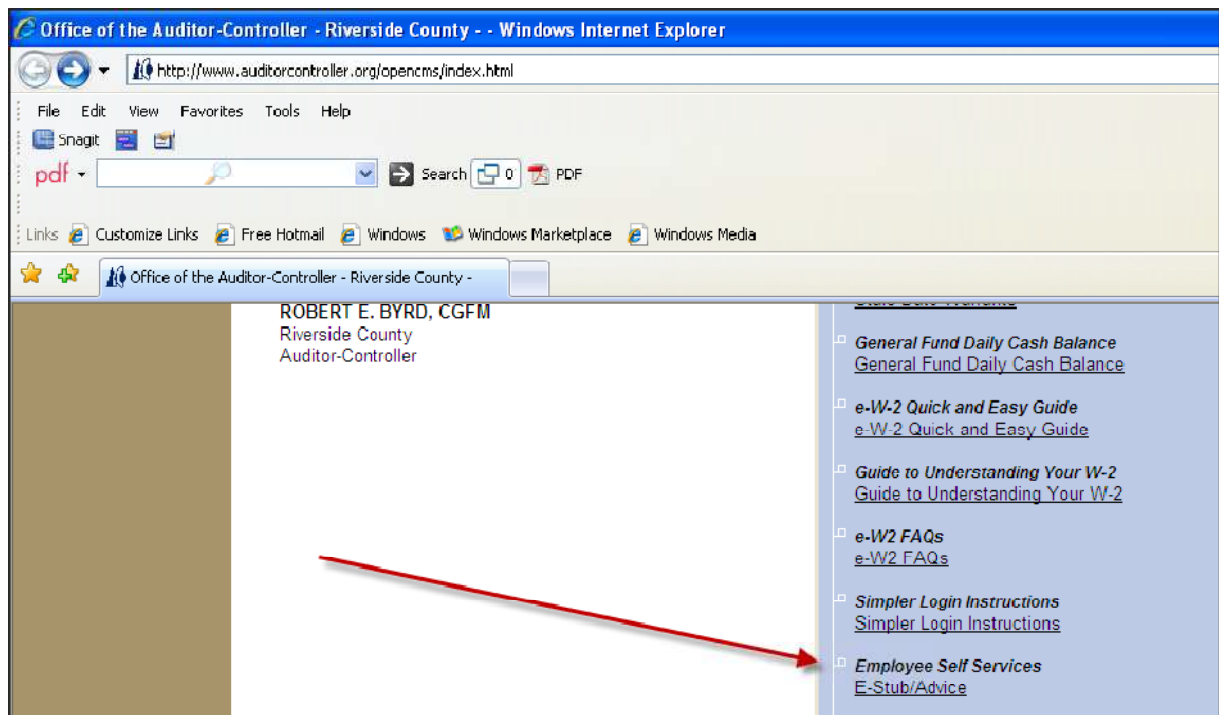 Office of the Auditor-Controller - Riverside County - - Windows Internet Explorer
http://www.auditorcontroller.org/opencms/index.html
File Edit View Favorites Tools Help
Snagit
pdf Search 0 PDF
Links Customize Links Free Hotmail Windows Windows Marketplace Windows Media
Office of the Auditor-Controller - Riverside County -
ROBERT E. BYRD, CGFM
Riverside County
Auditor-Controller
General Fund Daily Cash Balance
General Fund Daily Cash Balance
e-W-2 Quick and Easy Guide
e-W-2 Quick and Easy Guide
Guide to Understanding Your W-2
Guide to Understanding Your W-2
e-W2 FAQs
e-W2 FAQs
Simpler Login Instructions
Simpler Login Instructions
Employee Self Services
E-Stub/Advice